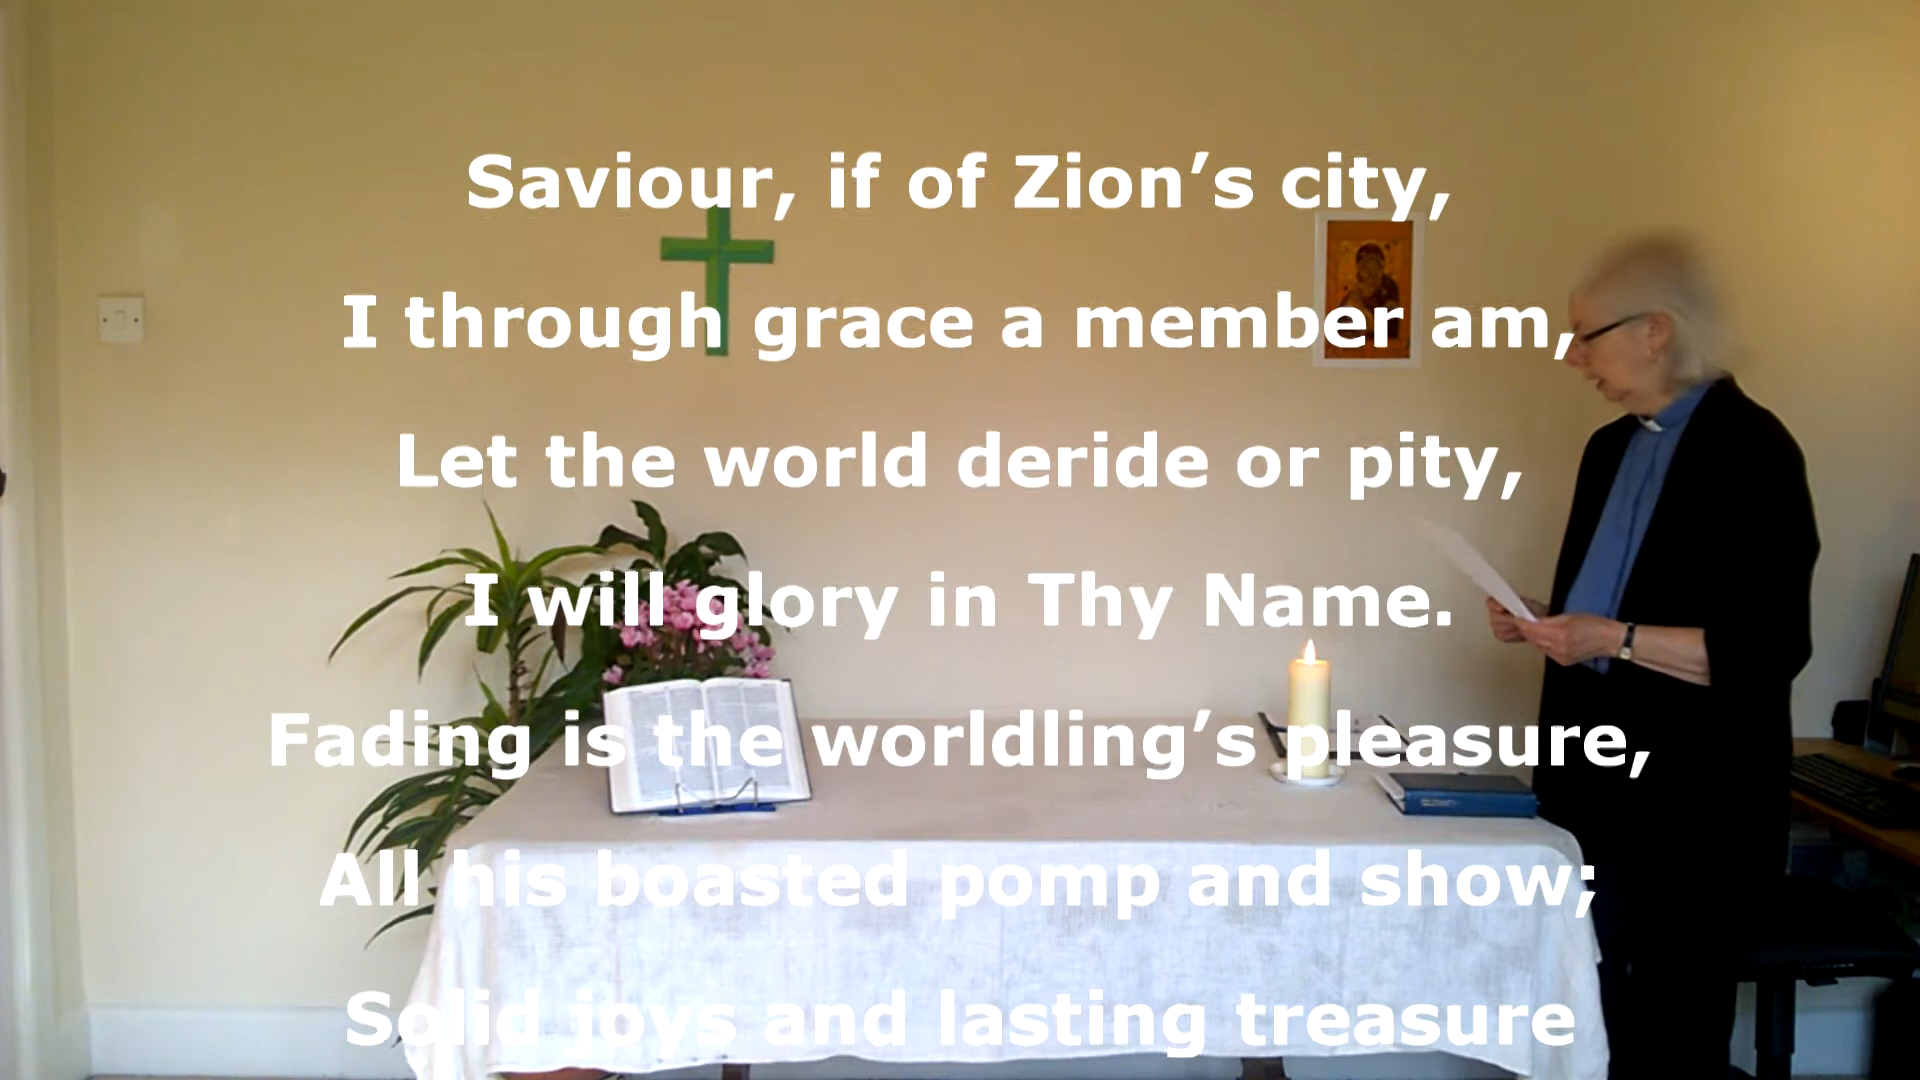 Saviour, if of Zion’s city,
I through grace a member am,
Let the world deride or pity,
I will glory in Thy Name.
Fading is the worldling’s pleasure,
All his boasted pomp and show;
Solid joys and lasting treasure